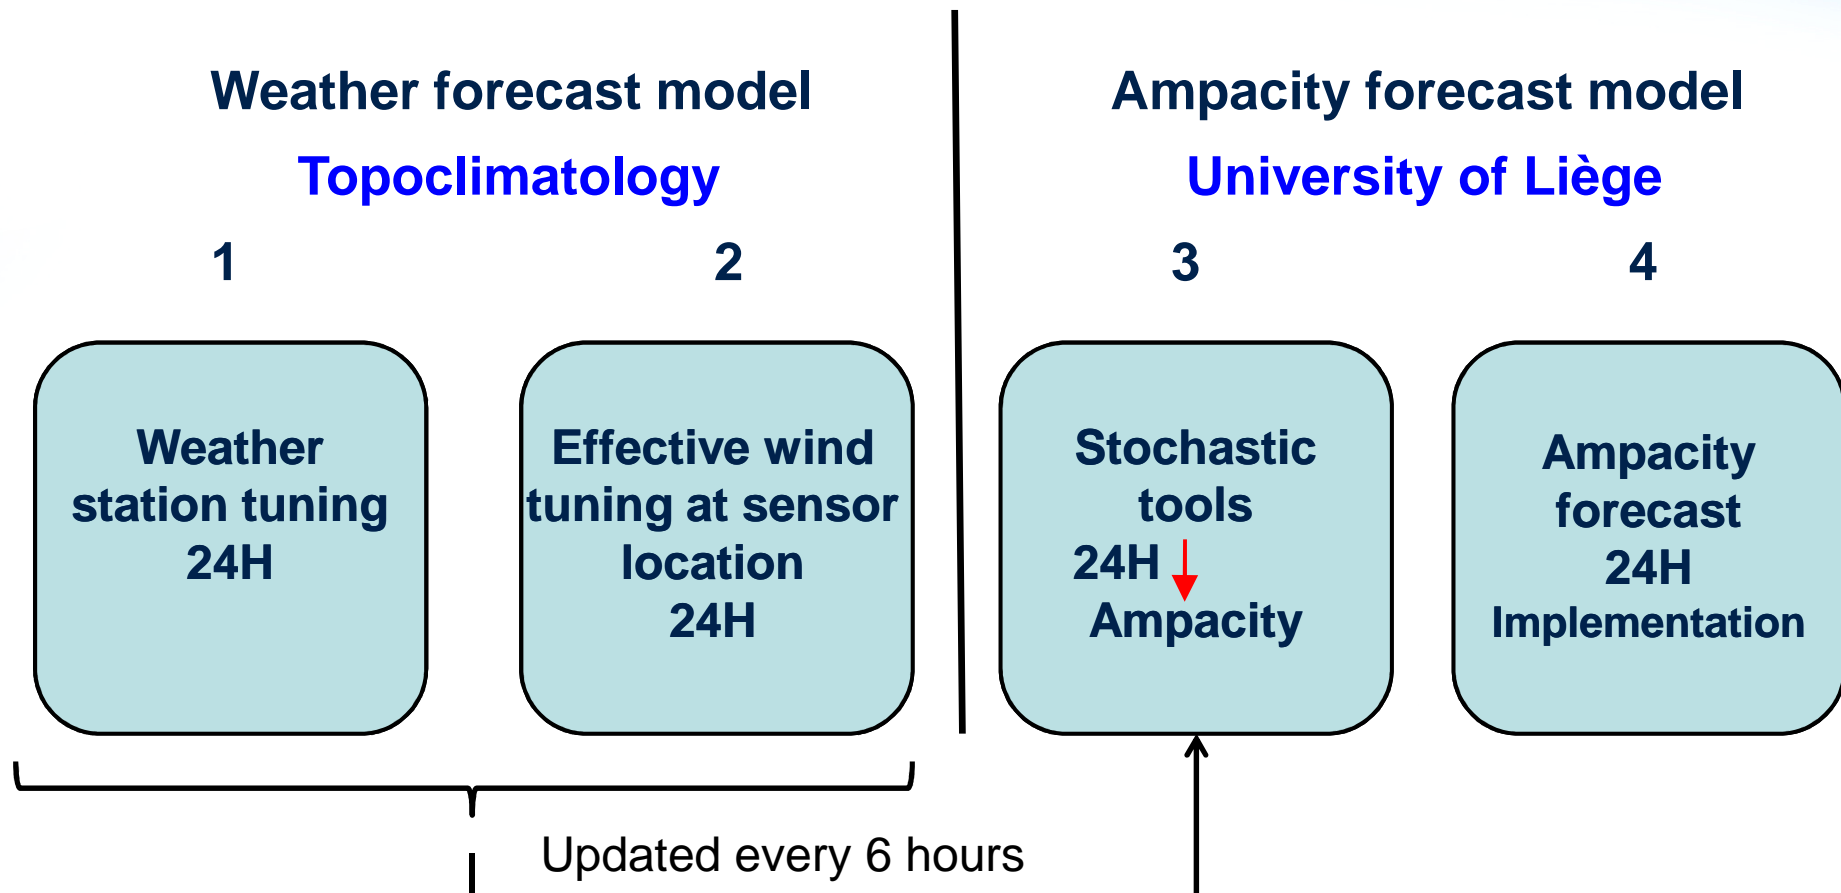 Weather forecast model
Topoclimatology
1
2
Weather
station tuning
24H
Effective wind
tuning at sensor
location
24H
Ampacity forecast model
University of Liège
3
4
Stochastic
tools
24H
Ampacity
Ampacity
forecast
24H
Implementation
Updated every 6 hours